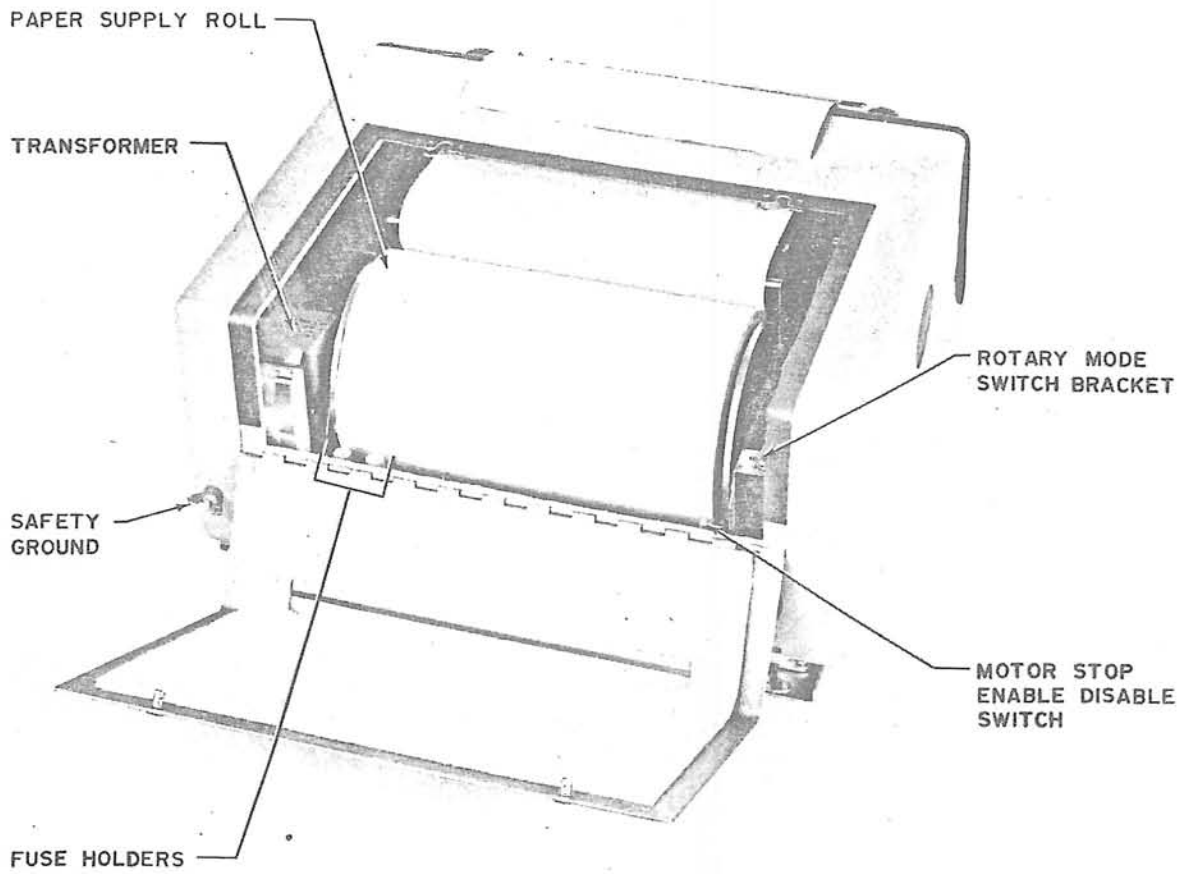 PAPER SUPPLY ROLL
TRANSFORMER
ROTARY MODE
SWITCH BRACKET
SAFETY
GROUND
MOTOR STOP
ENABLE DISABLE
SWITCH
FUSE HOLDERS